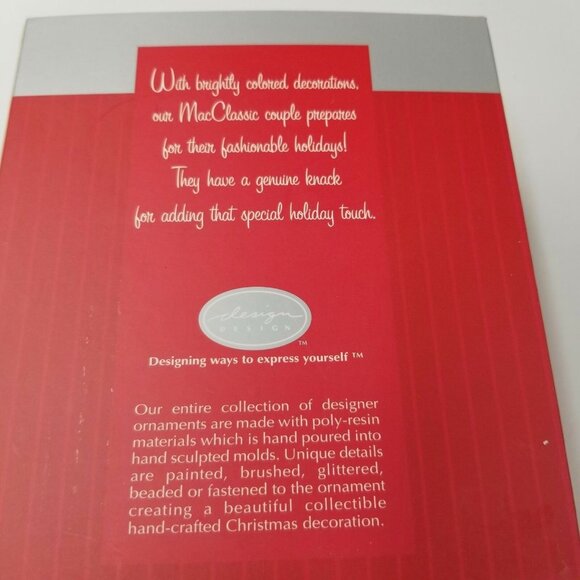 With brightly colored decorations,
our MacClassic couple prepares
for their fashionable holidays!
They have a genuine knack
for adding that special holiday touch.
design
DESIGN
TM
Designing ways to express yourself ™
Our entire collection of designer
ornaments are made with poly-resin
materials which is hand poured into
hand sculpted molds. Unique details
are painted, brushed, glittered,
beaded or fastened to the ornament
creating a beautiful collectible
hand-crafted Christmas decoration.